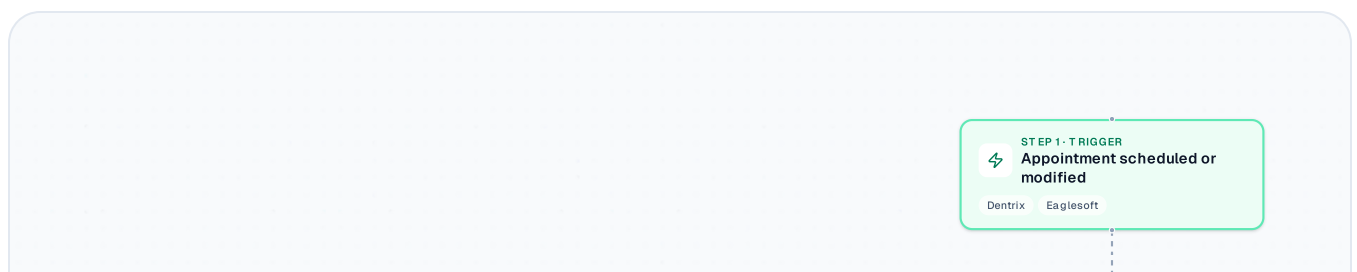 STEP 1 · TRIGGER
Appointment scheduled or
modified
Dentrix Eaglesoft